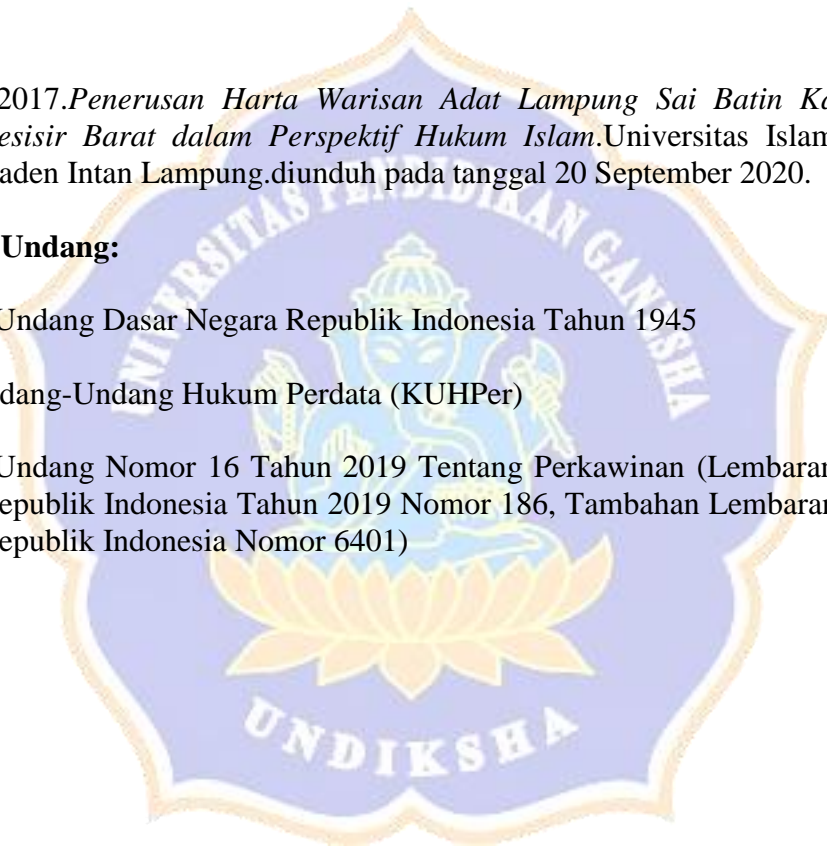 2017.Penerusan Harta Warisan Adat Lampung Sai Batin Ka
esisir Barat dalam Perspektif Hukum Islam.Universitas Islam
aden Intan Lampung.diunduh pada tanggal 20 September 2020.
Undang:
Undang Dasar Negara Republik Indonesia Tahun 1945
dang-Undang Hukum Perdata (KUHPer)
Undang Nomor 16 Tahun 2019 Tentang Perkawinan (Lembaran
epublik Indonesia Tahun 2019 Nomor 186, Tambahan Lembaran
epublik Indonesia Nomor 6401)
UNIVERSITAS PENDIDIKAN GANESHA
UNDIKSHA